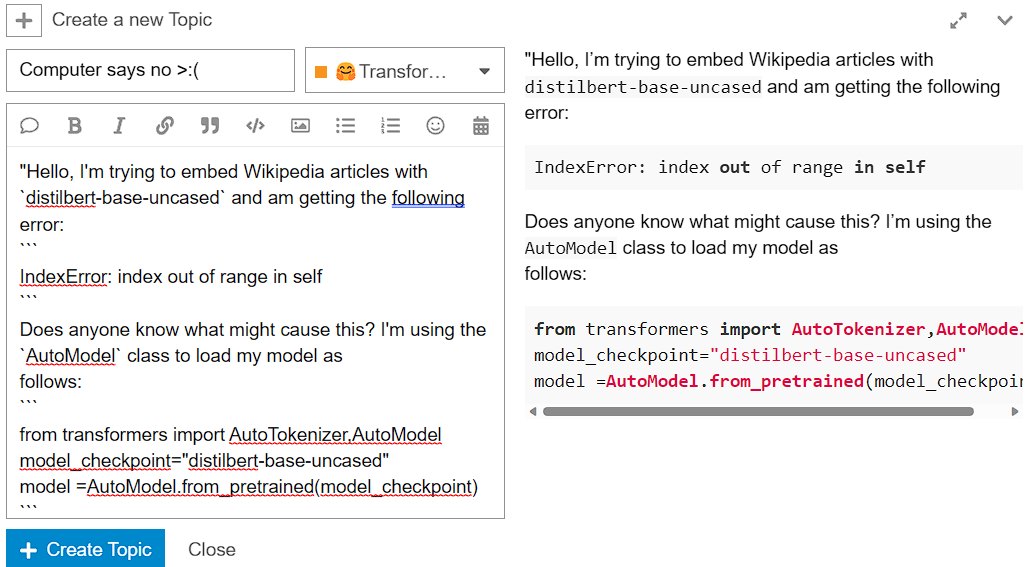 Create a new Topic
Computer says no >:(
🤗 Transfor...
"Hello, I'm trying to embed Wikipedia articles with
`distilbert-base-uncased` and am getting the following
error:
```
IndexError: index out of range in self
```
Does anyone know what might cause this? I'm using the
`AutoModel` class to load my model as
follows:
```
from transformers import AutoTokenizer,AutoModel
model_checkpoint="distilbert-base-uncased"
model =AutoModel.from_pretrained(model_checkpoint)
```
+ Create Topic
Close
"Hello, I’m trying to embed Wikipedia articles with
distilbert-base-uncased and am getting the following
error:
IndexError: index out of range in self
Does anyone know what might cause this? I’m using the
AutoModel class to load my model as
follows:
from transformers import AutoTokenizer,AutoModel
model_checkpoint="distilbert-base-uncased"
model =AutoModel.from_pretrained(model_checkpoin